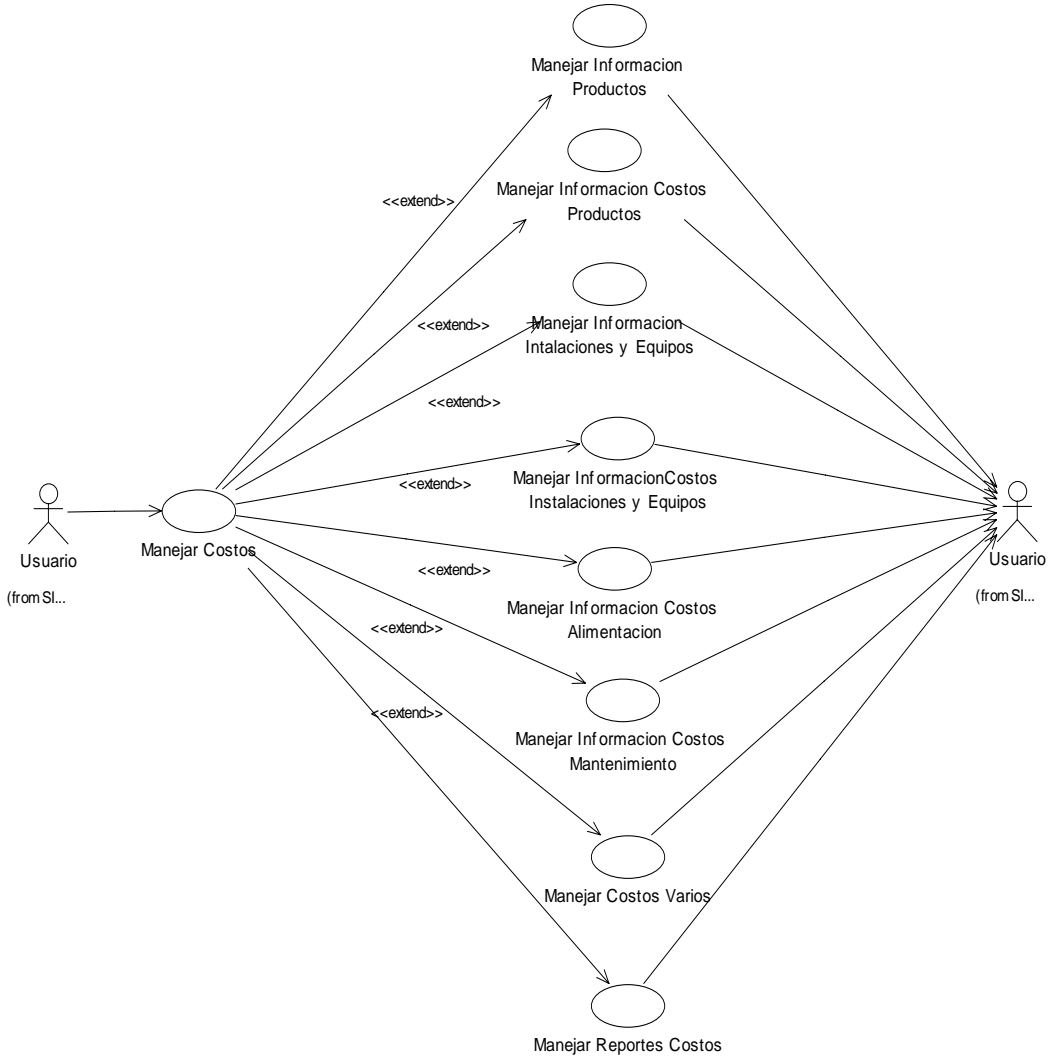 Manejar Informacion
Productos
Manejar Informacion Costos
Productos
<<extend>>
Manejar Informacion
Intalaciones y Equipos
<<extend>>
<<extend>>
Manejar InformacionCostos
Instalaciones y Equipos
<<extend>>
Usuario
(from SI...
Manejar Costos
Usuario
(from SI...
<<extend>>
Manejar Informacion Costos
Alimentacion
<<extend>>
Manejar Informacion Costos
Mantenimiento
<<extend>>
Manejar Costos Varios
Manejar Reportes Costos